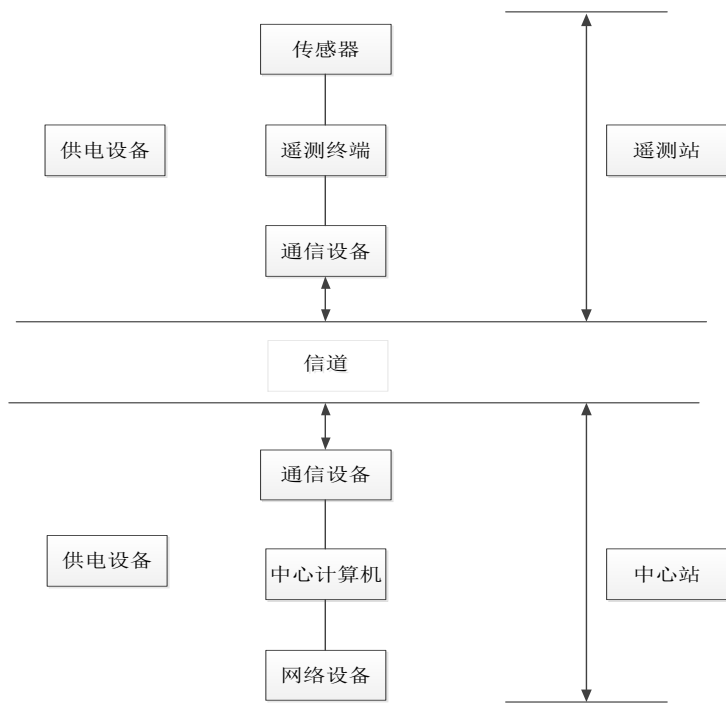 传感器
供电设备
遥测终端
遥测站
通信设备
信道
通信设备
供电设备
中心计算机
中心站
网络设备